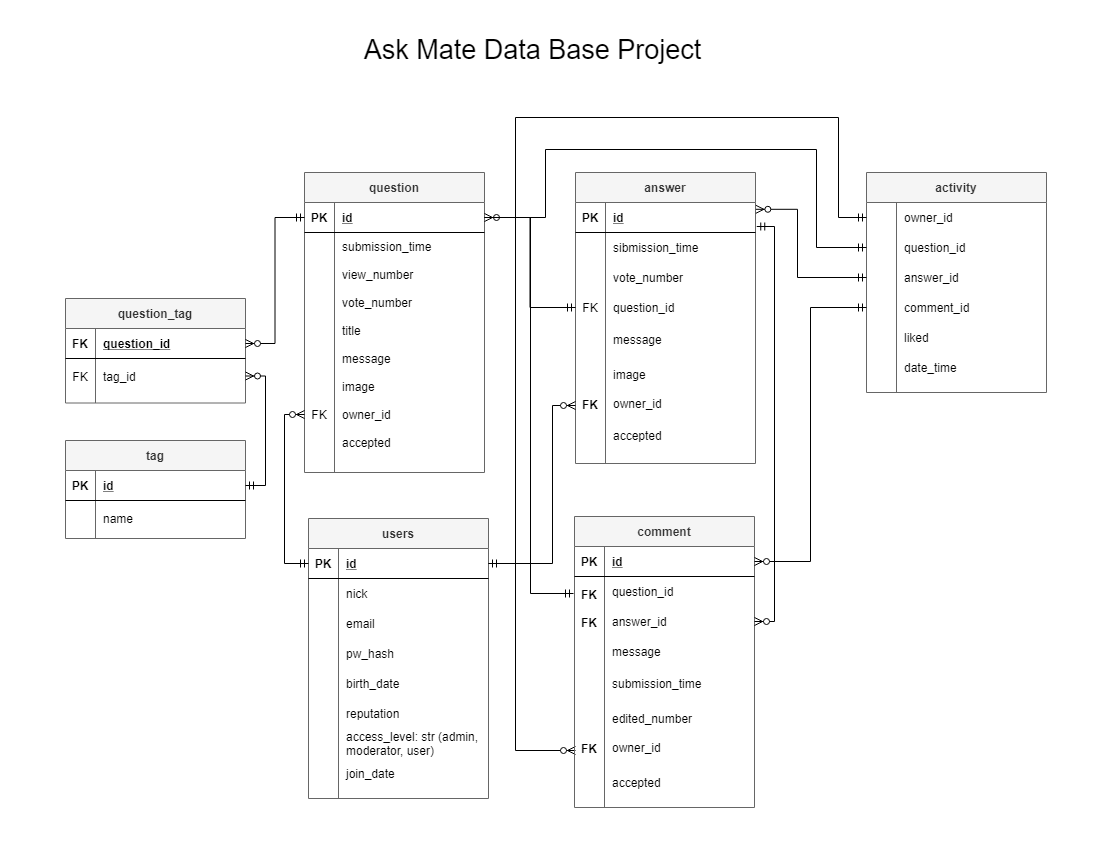 Ask Mate Data Base Project
question
PK id
submission_time
view_number
vote_number
title
message
image
FK owner_id
accepted
answer
PK id
sibmission_time
vote_number
FK question_id
message
image
FK owner_id
accepted
activity
owner_id
question_id
answer_id
comment_id
liked
date_time
question_tag
FK question_id
FK tag_id
tag
PK id
name
users
PK id
nick
email
pw_hash
birth_date
reputation
access_level: str (admin,
moderator, user)
join_date
comment
PK id
FK question_id
FK answer_id
message
submission_time
edited_number
FK owner_id
accepted